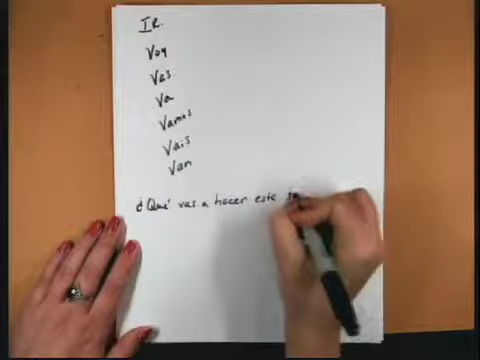 IR.
Voy
Vas
Va
Vamos
Vais
Van
¿Qué vas a hacer este